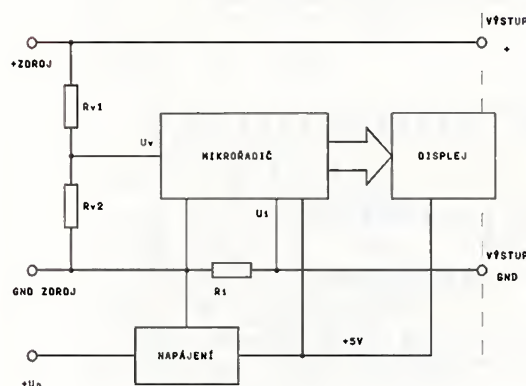 VÝSTUP
+
+ZDROJ
Rv1
Uv
MIKROŘADIČ
DISPLEJ
Rv2
Ui
VÝSTUP
GND
GND ZDROJ
Ri
NAPÁJENÍ
+5V
+Un